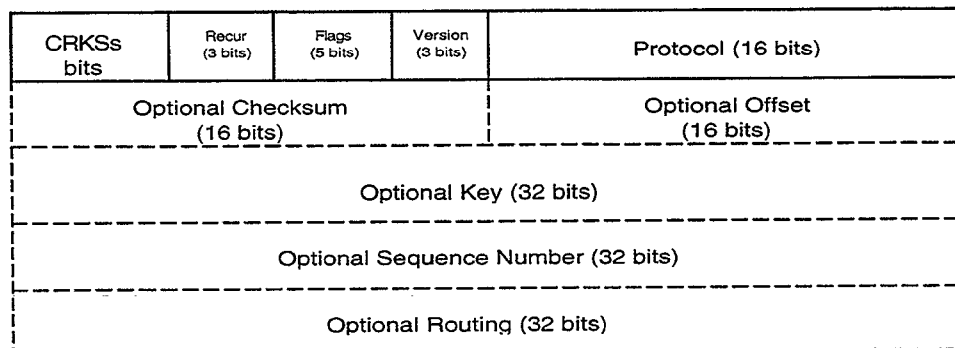 CRKSs
bits
Recur
(3 bits)
Flags
(5 bits)
Version
(3 bits)
Protocol (16 bits)
Optional Checksum
(16 bits)
Optional Offset
(16 bits)
Optional Key (32 bits)
Optional Sequence Number (32 bits)
Optional Routing (32 bits)